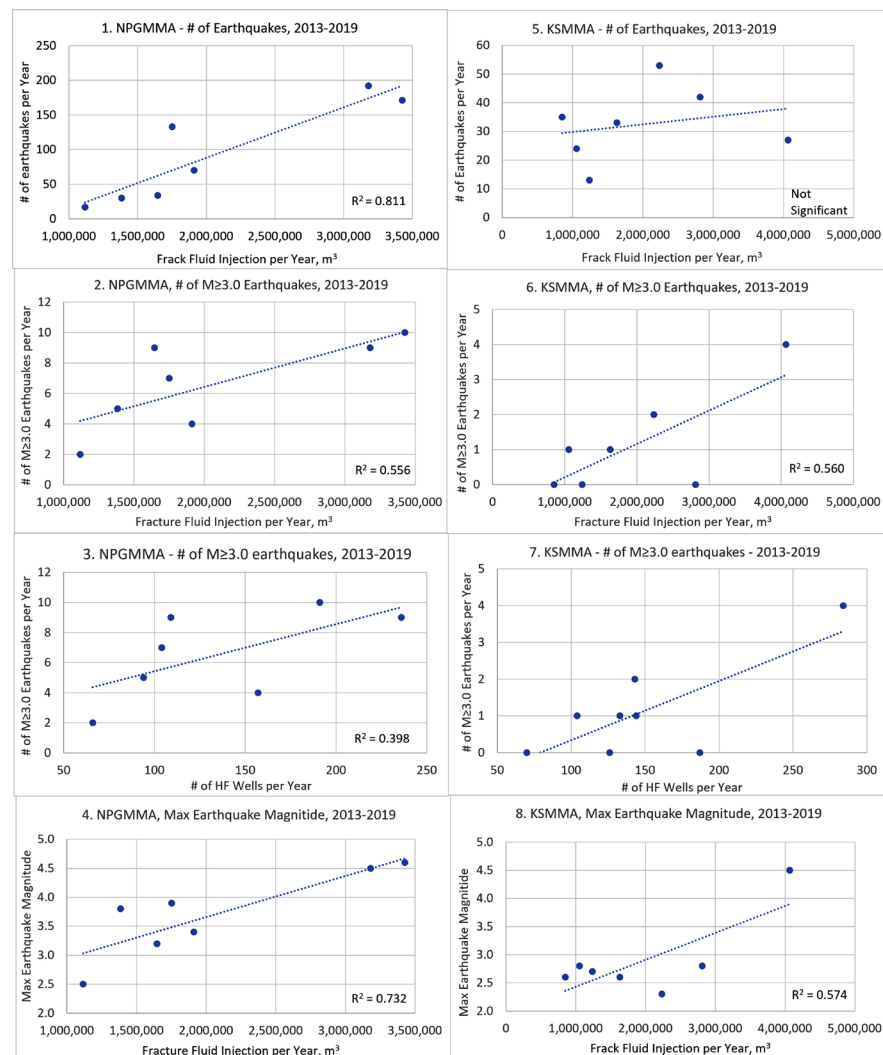 1. NPGMMA - # of Earthquakes, 2013-2019
# of earthquakes per Year
250
200
150
100
50
0
R² = 0.811
1,000,000 1,500,000 2,000,000 2,500,000 3,000,000 3,500,000
Frack Fluid Injection per Year, m³
5. KSMMA - # of Earthquakes, 2013-2019
# of Earthquakes per Year
60
50
40
30
20
10
0
Not
Significant
0 1,000,000 2,000,000 3,000,000 4,000,000 5,000,000
Frack Fluid Injection per Year, m³
2. NPGMMA, # of M≥3.0 Earthquakes, 2013-2019
# of M≥3.0 Earthquakes per Year
12
10
8
6
4
2
0
R² = 0.556
1,000,000 1,500,000 2,000,000 2,500,000 3,000,000 3,500,000
Fracture Fluid Injection per Year, m³
6. KSMMA, # of M≥3.0 Earthquakes, 2013-2019
# of M≥3.0 Earthquakes per Year
5
4
3
2
1
0
R² = 0.560
0 1,000,000 2,000,000 3,000,000 4,000,000 5,000,000
Fracture Fluid Injection per Year, m³
3. NPGMMA - # of M≥3.0 earthquakes, 2013-2019
# of M≥3.0 Earthquakes per Year
12
10
8
6
4
2
0
R² = 0.398
50 100 150 200 250
# of HF Wells per Year
7. KSMMA - # of M≥3.0 earthquakes - 2013-2019
# of M≥3.0 Earthquakes per Year
5
4
3
2
1
0
50 100 150 200 250 300
# of HF Wells per Year
4. NPGMMA, Max Earthquake Magnitide, 2013-2019
Max Earthquake Magnitude
5.0
4.5
4.0
3.5
3.0
2.5
2.0
R² = 0.732
1,000,000 1,500,000 2,000,000 2,500,000 3,000,000 3,500,000
Fracture Fluid Injection per Year, m³
8. KSMMA, Max Earthquake Magnitude, 2013-2019
Max Earthquake Magnitide
5.0
4.5
4.0
3.5
3.0
2.5
2.0
R² = 0.574
0 1,000,000 2,000,000 3,000,000 4,000,000 5,000,000
Frack Fluid Injection per Year, m³